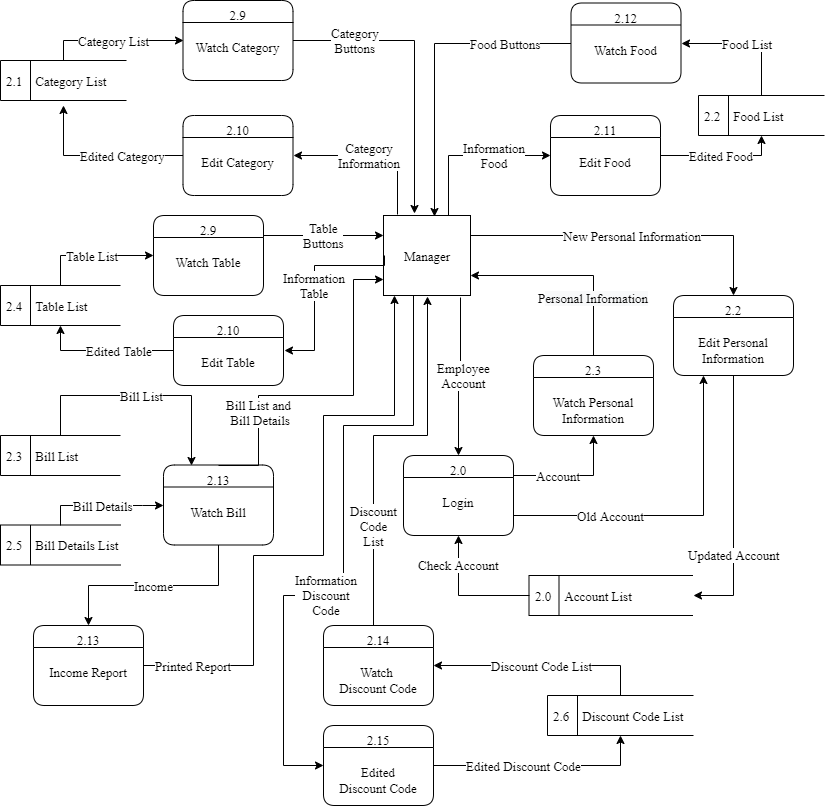 2.9
Watch Category
Category List
2.1
Category List
Category
Buttons
2.12
Watch Food
Food Buttons
Food List
2.2
Food List
2.10
Edit Category
Edited Category
Category
Information
Information
Food
2.11
Edit Food
Edited Food
2.9
Watch Table
Table
Buttons
Manager
New Personal Information
Table List
2.4
Table List
Information
Table
Personal Information
2.2
Edit Personal
Information
2.10
Edit Table
Edited Table
Employee
Account
2.3
Watch Personal
Information
Bill List
Bill List and
Bill Details
2.3
Bill List
2.13
Watch Bill
2.0
Login
Account
Old Account
Bill Details
2.5
Bill Details List
Discount
Code
List
Check Account
Updated Account
Income
Information
Discount
Code
2.0
Account List
2.13
Income Report
Printed Report
2.14
Watch
Discount Code
Discount Code List
2.6
Discount Code List
2.15
Edited
Discount Code
Edited Discount Code